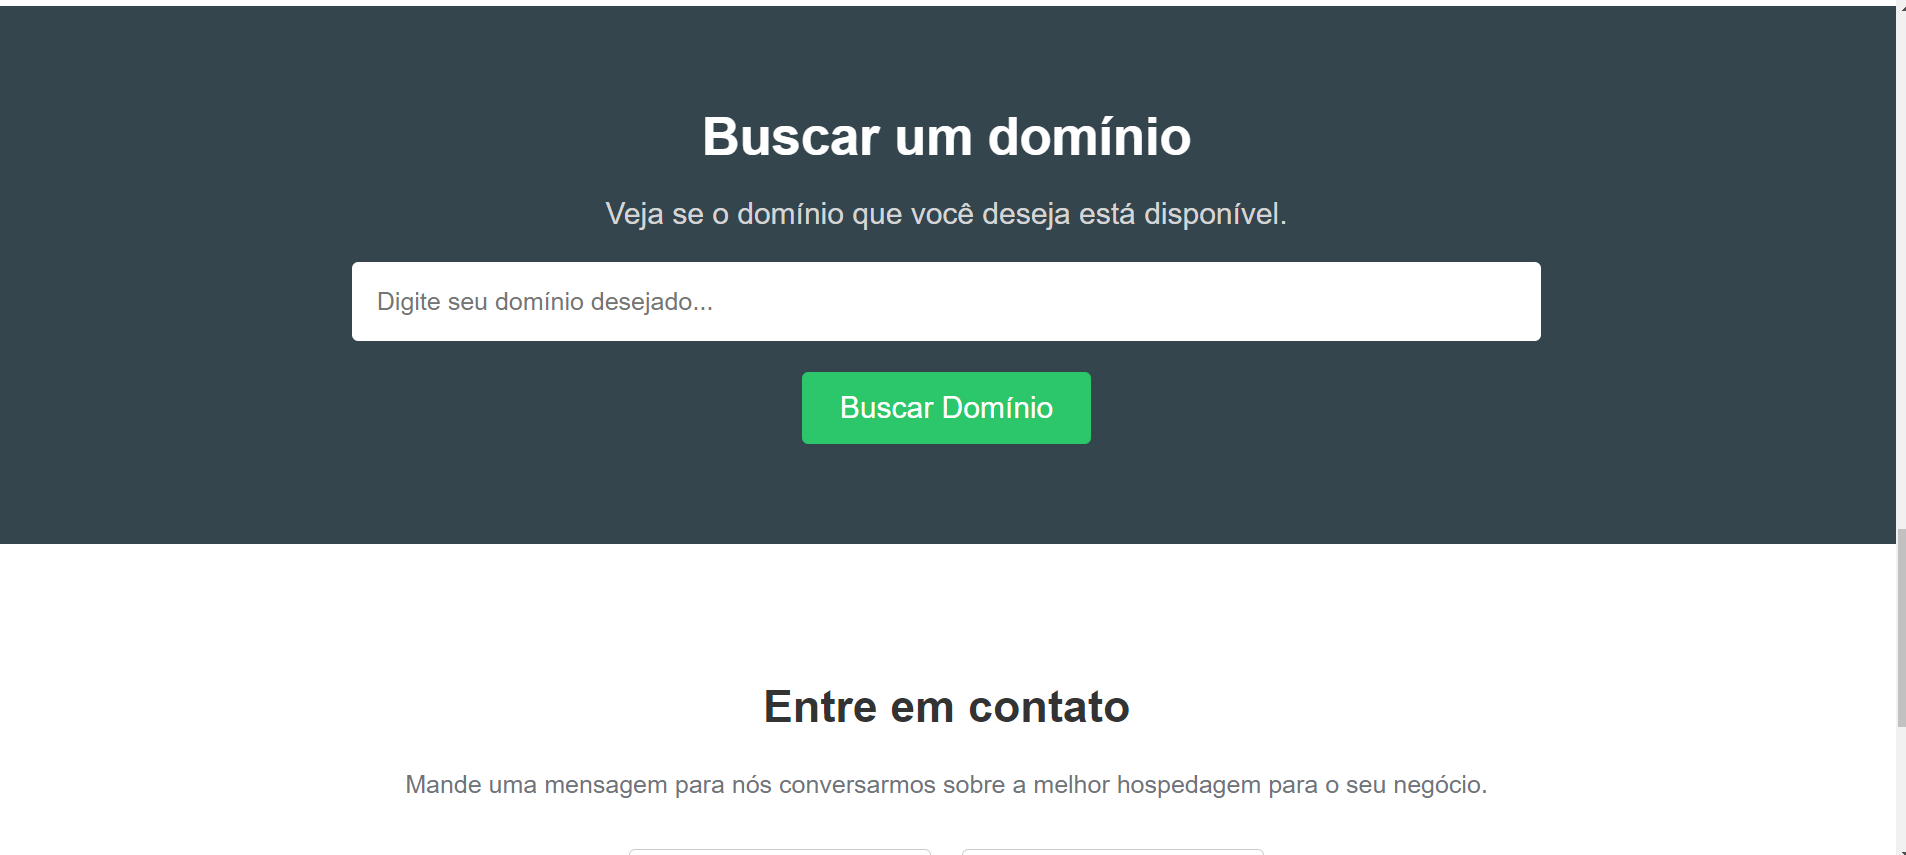 Buscar um domínio
Veja se o domínio que você deseja está disponível.
Digite seu domínio desejado...
Buscar Domínio
Entre em contato
Mande uma mensagem para nós conversarmos sobre a melhor hospedagem para o seu negócio.